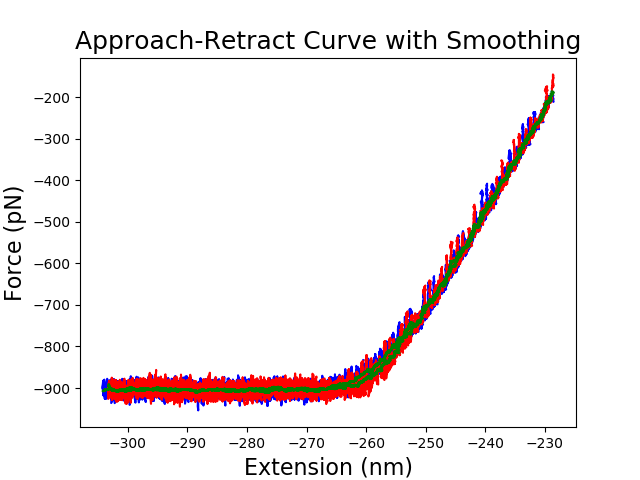 Approach-Retract Curve with Smoothing
−200
−300
−400
−500
−600
−700
−800
−900
Force (pN)
−300 −290 −280 −270 −260 −250 −240 −230
Extension (nm)